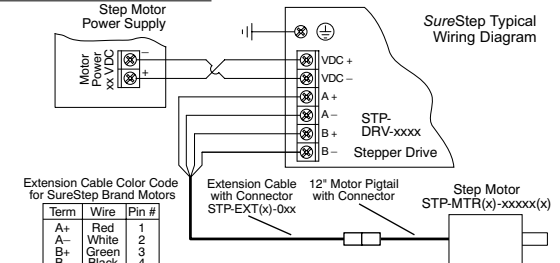 Step Motor
Power Supply
SureStep Typical
Wiring Diagram
Motor
Power
xx VDC
−
+
VDC +
VDC −
A +
A −
B +
B −
STP-
DRV-xxxx
Stepper Drive
Extension Cable Color Code
for SureStep Brand Motors
Term Wire Pin #
A+ Red 1
A− White 2
B+ Green 3
B− Black 4
Extension Cable
with Connector
STP-EXT(x)-0xx
12" Motor Pigtail
with Connector
Step Motor
STP-MTR(x)-xxxxx(x)